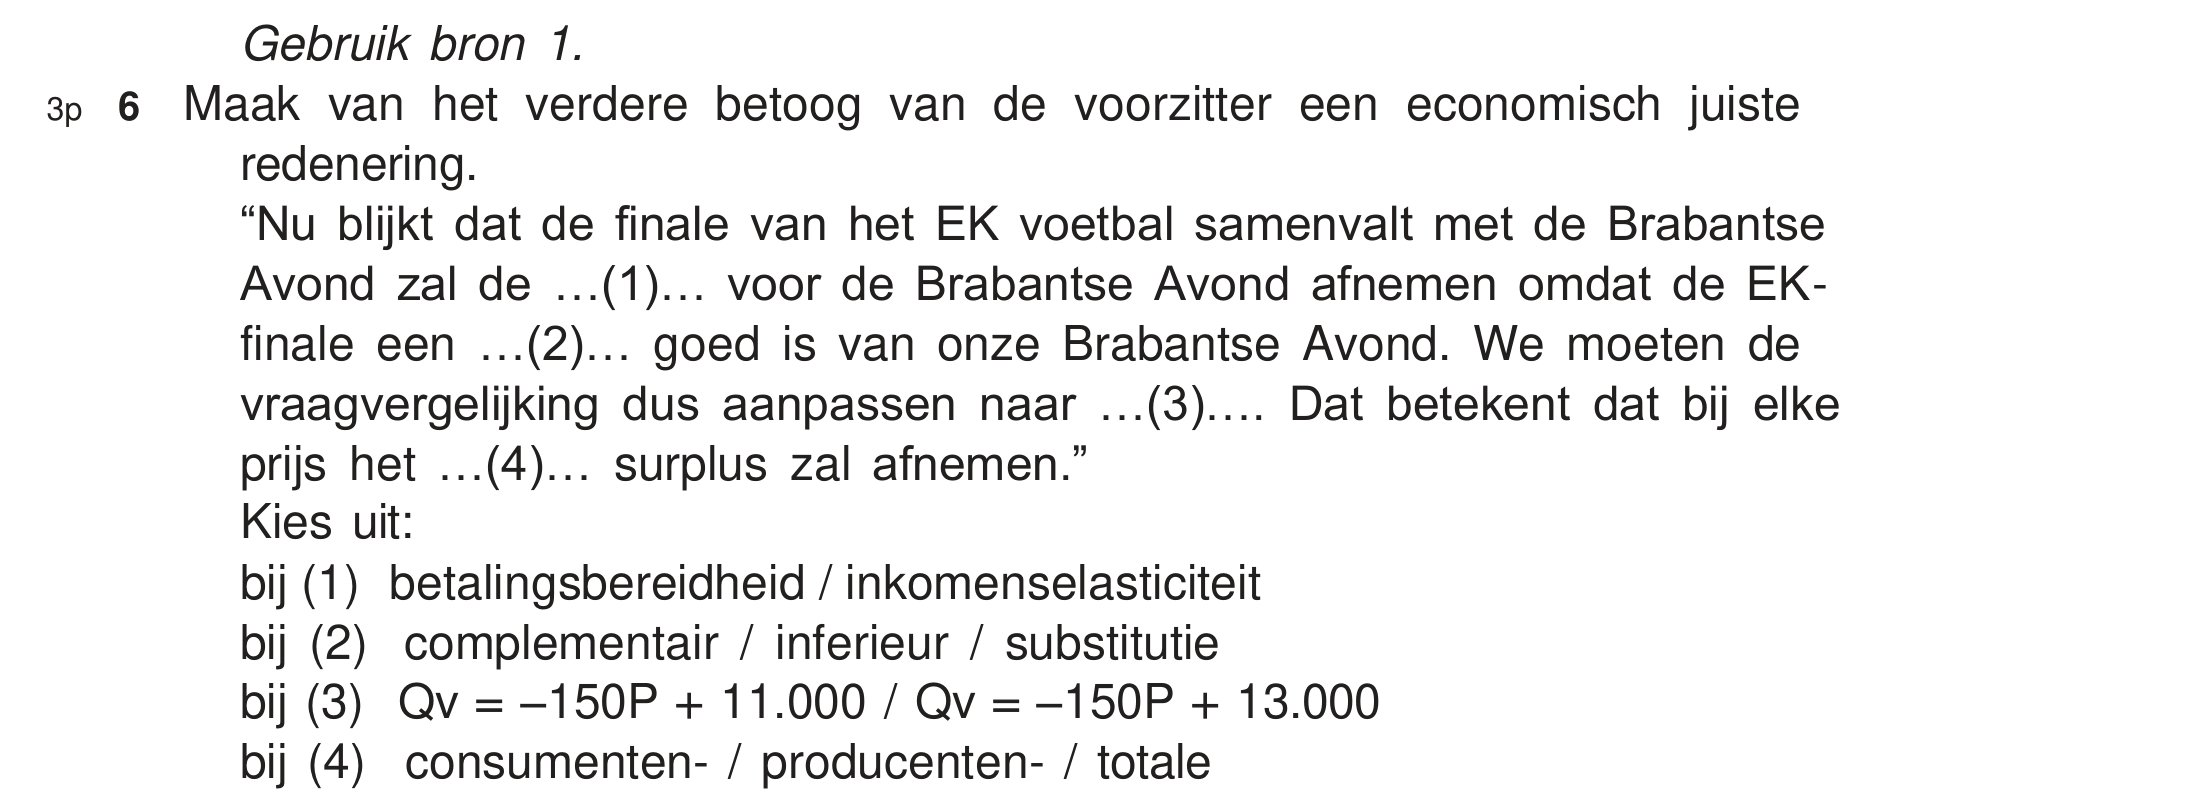 Gebruik bron 1.
3p 6 Maak van het verdere betoog van de voorzitter een economisch juiste
redenering.
“Nu blijkt dat de finale van het EK voetbal samenvalt met de Brabantse
Avond zal de …(1)… voor de Brabantse Avond afnemen omdat de EK-
finale een …(2)… goed is van onze Brabantse Avond. We moeten de
vraagvergelijking dus aanpassen naar …(3)…. Dat betekent dat bij elke
prijs het …(4)… surplus zal afnemen.”
Kies uit:
bij (1) betalingsbereidheid / inkomenselasticiteit
bij (2) complementair / inferieur / substitutie
bij (3) Qv = –150P + 11.000 / Qv = –150P + 13.000
bij (4) consumenten- / producenten- / totale